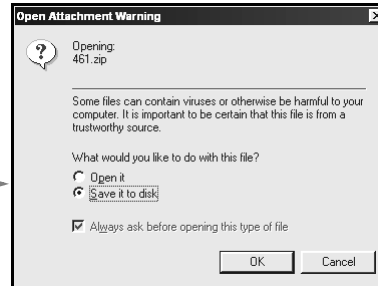 Open Attachment Warning
Opening:
461.zip
Some files can contain viruses or otherwise be harmful to your
computer. It is important to be certain that this file is from a
trustworthy source.
What would you like to do with this file?
Open it
Save it to disk
Always ask before opening this type of file
OK Cancel